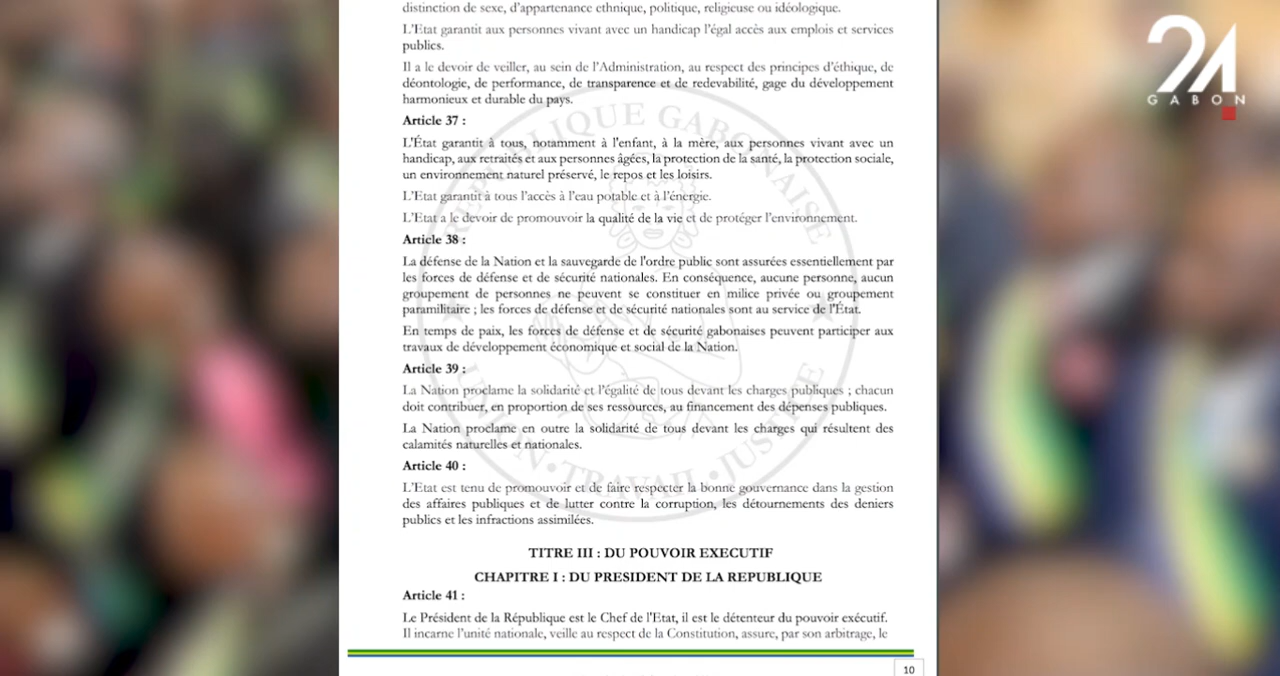 distinction de sexe, d’appartenance ethnique, politique, religieuse ou idéologique.
L’Etat garantit aux personnes vivant avec un handicap l’égal accès aux emplois et services
publics.
Il a le devoir de veiller, au sein de l’Administration, au respect des principes d’éthique, de
déontologie, de performance, de transparence et de redevabilité, gage du développement
harmonieux et durable du pays.
Article 37 :
L'État garantit à tous, notamment à l'enfant, à la mère, aux personnes vivant avec un
handicap, aux retraités et aux personnes âgées, la protection de la santé, la protection sociale,
un environnement naturel préservé, le repos et les loisirs.
L’Etat garantit à tous l’accès à l’eau potable et à l’énergie.
L’Etat a le devoir de promouvoir la qualité de la vie et de protéger l’environnement.
Article 38 :
La défense de la Nation et la sauvegarde de l'ordre public sont assurées essentiellement par
les forces de défense et de sécurité nationales. En conséquence, aucune personne, aucun
groupement de personnes ne peuvent se constituer en milice privée ou groupement
paramilitaire ; les forces de défense et de sécurité nationales sont au service de l'État.
En temps de paix, les forces de défense et de sécurité gabonaises peuvent participer aux
travaux de développement économique et social de la Nation.
Article 39 :
La Nation proclame la solidarité et l’égalité de tous devant les charges publiques ; chacun
doit contribuer, en proportion de ses ressources, au financement des dépenses publiques.
La Nation proclame en outre la solidarité de tous devant les charges qui résultent des
calamités naturelles et nationales.
Article 40 :
L’Etat est tenu de promouvoir et de faire respecter la bonne gouvernance dans la gestion
des affaires publiques et de lutter contre la corruption, les détournements des deniers
publics et les infractions assimilées.
TITRE III : DU POUVOIR EXECUTIF
CHAPITRE I : DU PRESIDENT DE LA REPUBLIQUE
Article 41 :
Le Président de la République est le Chef de l'Etat, il est le détenteur du pouvoir exécutif.
Il incarne l’unité nationale, veille au respect de la Constitution, assure, par son arbitrage, le
10
REPUBLIQUE GABONAISE
UNION • TRAVAIL • JUSTICE
24
GABON